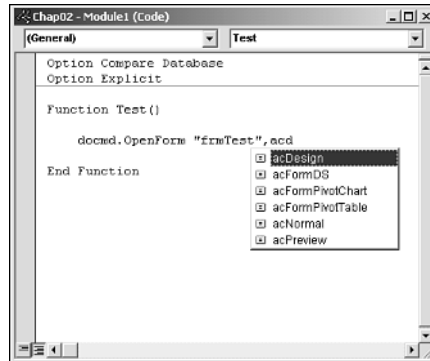 Chap02 - Module1 (Code)
(General) Test
Option Compare Database
Option Explicit
Function Test()
docmd.OpenForm "frmTest",acd
acDesign
acFormDS
acFormPivotChart
acFormPivotTable
acNormal
acPreview
End Function